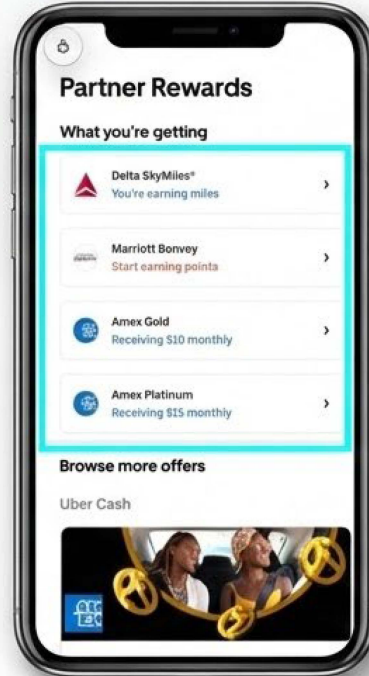 Partner Rewards
What you're getting
Delta SkyMiles®
You're earning miles
Marriott Bonvey
Start earning points
Amex Gold
Receiving $10 monthly
Amex Platinum
Receiving $15 monthly
Browse more offers
Uber Cash